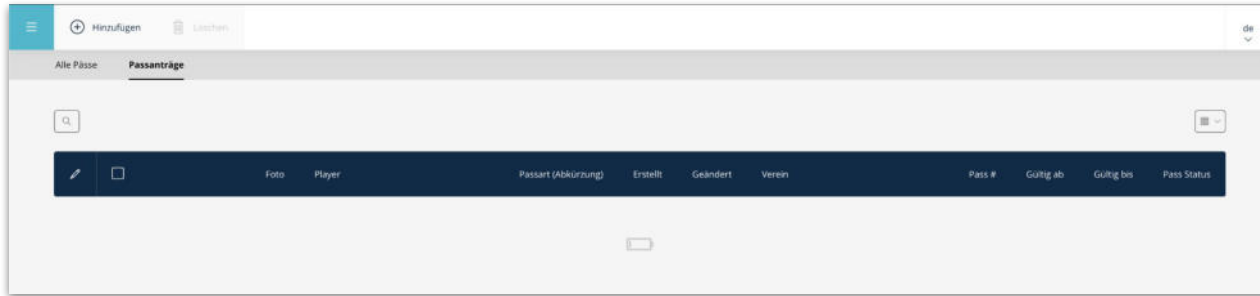 Hinzufügen Löschen de
Alle Pässe Passanträge
Foto Player Passart (Abkürzung) Erstellt Geändert Verein Pass # Gültig ab Gültig bis Pass Status